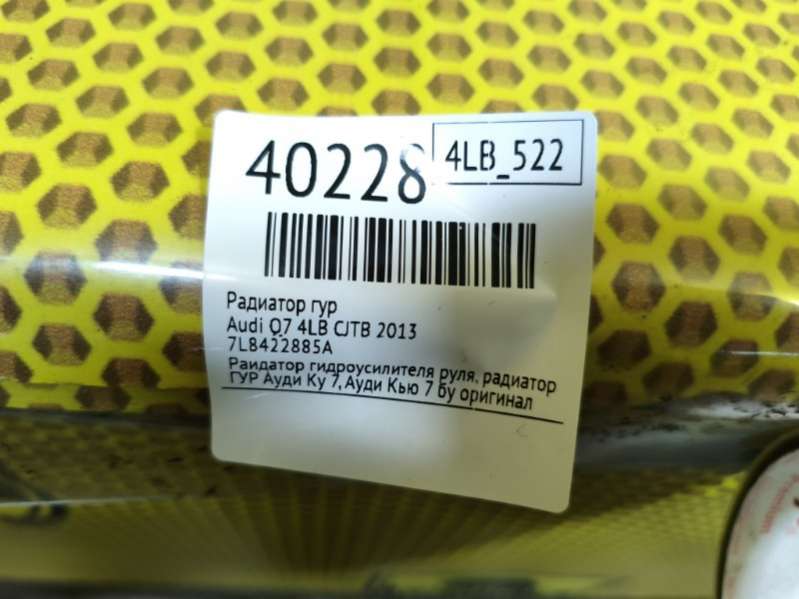 40228
4LB_522
Радиатор гур
Audi Q7 4LB CJTB 2013
7L8422885A
Раидатор гидроусилителя руля, радиатор
ГУР Ауди Ку 7, Ауди Кью 7 бу оригинал